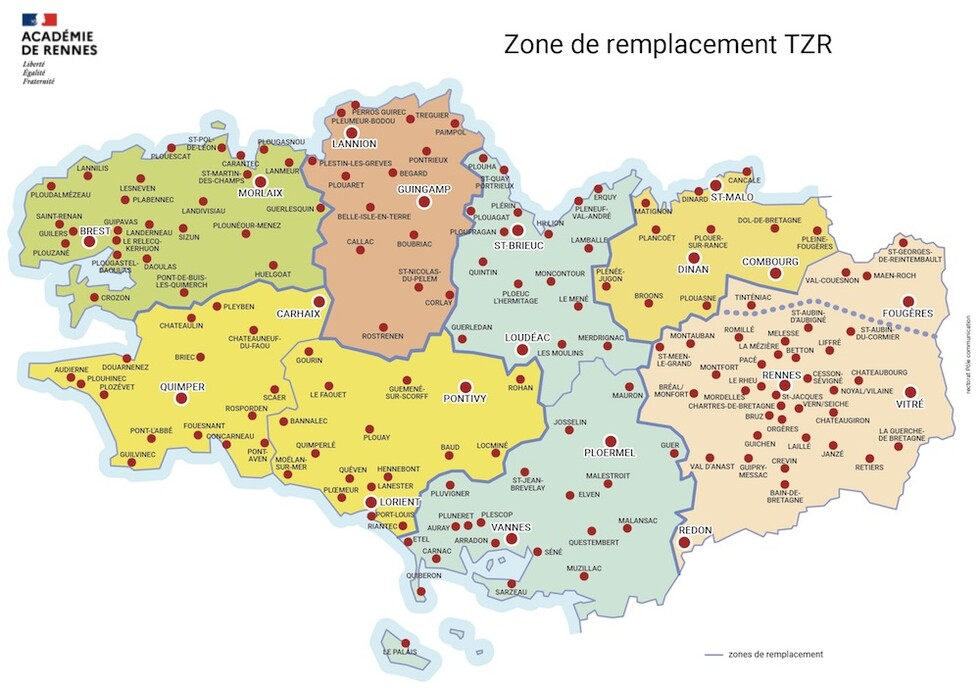 ACADÉMIE
DE RENNES
Liberté
Égalité
Fraternité
Zone de remplacement TZR
PERROS GUIREC
TREGUIER
PLEUMEUR-BODOU
PAIMPOL
LANNION
ST-POL-
DE-LÉON
PLOUGASNOU
PLOUESCAT
CARANTEC
LANMEUR
PLESTIN-LES-GREVES
PONTRIEUX
PLOUHA
LANNILIS
ST-MARTIN-
DES-CHAMPS
BEGARD
ST-QUAY
PORTRIEUX
CANCALE
PLOUDALMÉZEAU
LESNEVEN
MORLAIX
PLOUARET
GUINGAMP
ERQUY
DINARD
ST-MALO
PLABENNEC
LANDIVISIAU
GUERLESQUIN
BELLE-ISLE-EN-TERRE
PLÉRIN
PLENEUF-
VAL-ANDRÉ
MATIGNON
SAINT-RENAN
GUIPAVAS
PLOUAGAT
HILLION
DOL-DE-BRETAGNE
GUILERS
BREST
LANDERNEAU
PLOUNÉOUR-MENEZ
PLOUFRAGAN
ST-BRIEUC
LAMBALLE
PLANCOËT
PLOUER-
SUR-RANCE
PLEINE-
FOUGÈRES
LE RELECQ-
KERHUON
SIZUN
CALLAC
BOUBRIAC
PLOUZANÉ
PLOUGASTEL-
DAOULAS
DAOULAS
HUELGOAT
ST-NICOLAS-
DU-PELEM
QUINTIN
MONCONTOUR
PLENÉE-
JUGON
DINAN
COMBOURG
ST-GEORGES-
DE-REINTEMBAULT
PONT-DE-BUIS-
LES-QUIMERCH
PLOEUC
L'HERMITAGE
VAL-COUESNON
MAEN-ROCH
CROZON
PLEYBEN
CARHAIX
CORLAY
LE MENÉ
BROONS
PLOUASNE
TINTÉNIAC
FOUGÈRES
CHATEAULIN
CHATEAUNEUF-
DU-FAOU
ROSTRENEN
GUERLEDAN
LOUDÉAC
MERDRIGNAC
ST-AUBIN-
D'AUBIGNÉ
ST-AUBIN-
DU-CORMIER
MONTAUBAN
ROMILLÉ
MELESSE
LIFFRÉ
LES MOULINS
LA MÉZIÈRE
BETTON
BRIEC
GOURIN
ST-MEEN-
LE-GRAND
PACÉ
DOUARNENEZ
AUDIERNE
PLOUHINEC
PLOZÉVET
QUIMPER
LE FAOUET
GUEMENÉ-
SUR-SCORFF
PONTIVY
ROHAN
MAURON
MONTFORT
RENNES
CESSON-
SÉVIGNÉ
CHATEAUBOURG
LE RHEU
NOYAL/VILAINE
VITRÉ
SCAER
BRÉAL/
MONTFORT
MORDELLES
ST-JACQUES
CHARTRES-DE-BRETAGNE
VERN/SEICHE
ROSPORDEN
BANNALEC
BRUZ
CHATEAUGIRON
PONT-L'ABBÉ
FOUESNANT
CONCARNEAU
QUIMPERLÉ
PLOUAY
BAUD
LOCMINÉ
JOSSELIN
PLOERMEL
GUER
ORGÈRES
LA GUERCHE-
DE BRETAGNE
GUICHEN
LAILLÉ
JANZÉ
GUILVINEC
PONT-
AVEN
MOËLAN-
SUR-MER
QUÉVEN
HENNEBONT
VAL D'ANAST
GUIPRY-
MESSAC
CREVIN
RETIERS
LANESTER
ST-JEAN-
BREVELAY
MALESTROIT
PLŒMEUR
LORIENT
PLUVIGNER
ELVEN
BAIN-DE-
BRETAGNE
PORT-LOUIS
RIANTEC
PLUNERET
PLESCOP
AURAY
VANNES
MALANSAC
REDON
ETEL
ARRADON
QUESTEMBERT
CARNAC
SÉNÉ
QUIBERON
MUZILLAC
SARZEAU
LE PALAIS
zones de remplacement
rectorat Pôle communication